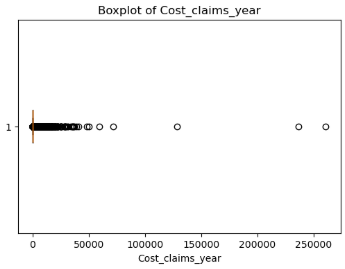 Boxplot of Cost_claims_year
1
0 50000 100000 150000 200000 250000
Cost_claims_year